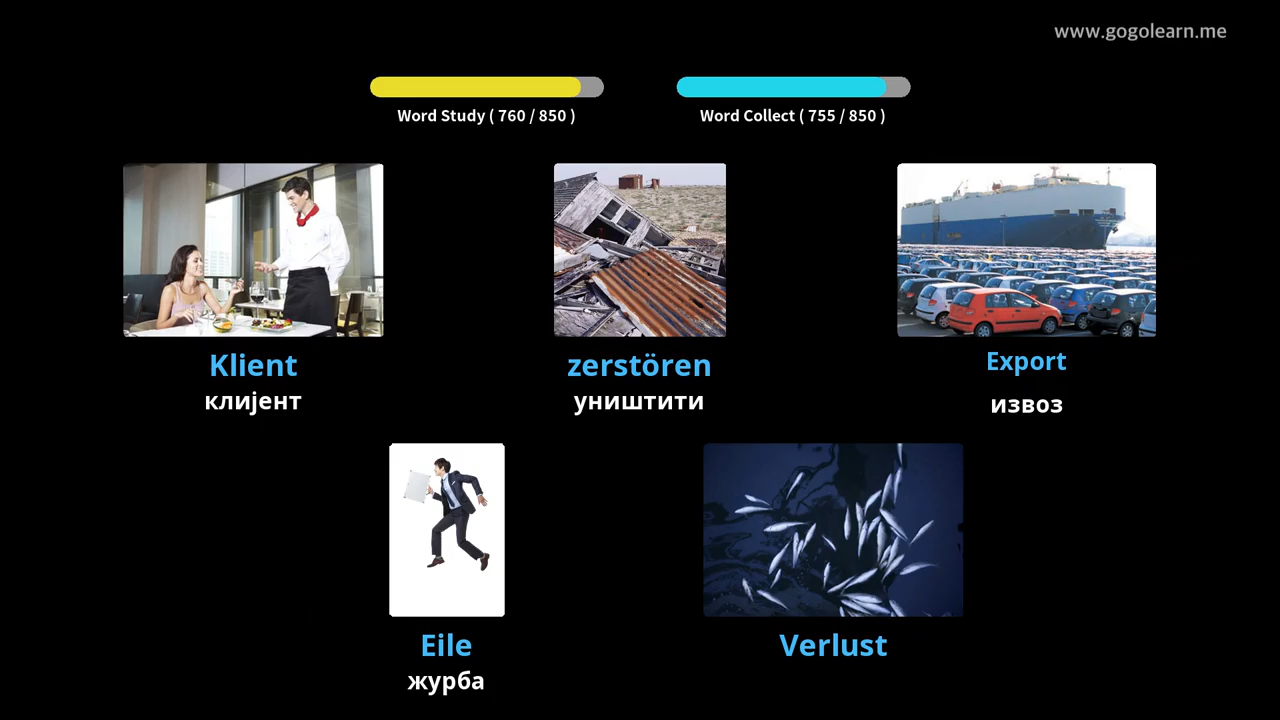 www.gogolearn.me
Word Study ( 760 / 850 )
Word Collect ( 755 / 850 )
Klient
клијент
zerstören
уништити
Export
извоз
Eile
журба
Verlust